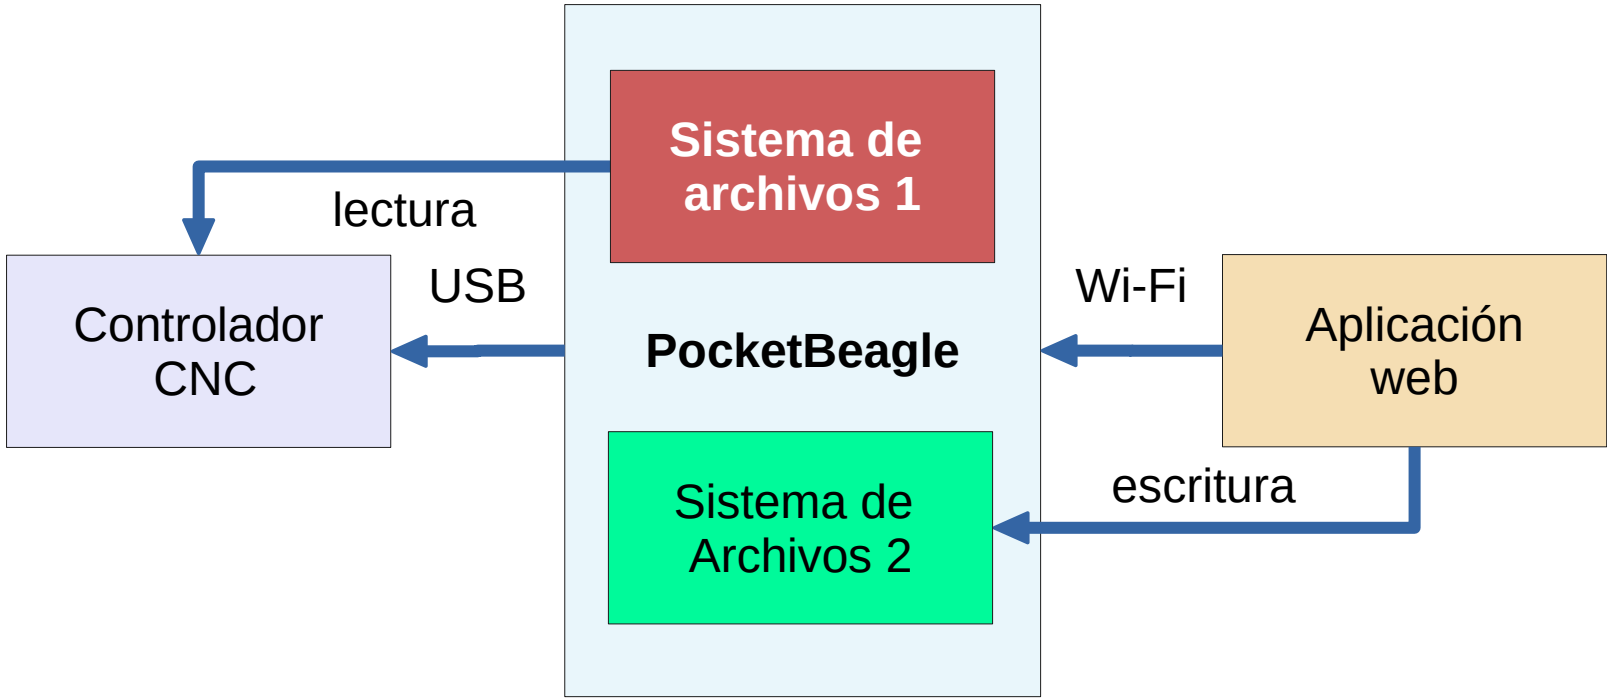 Sistema de
archivos 1
lectura
Controlador
CNC
USB
PocketBeagle
Wi-Fi
Aplicación
web
Sistema de
Archivos 2
escritura